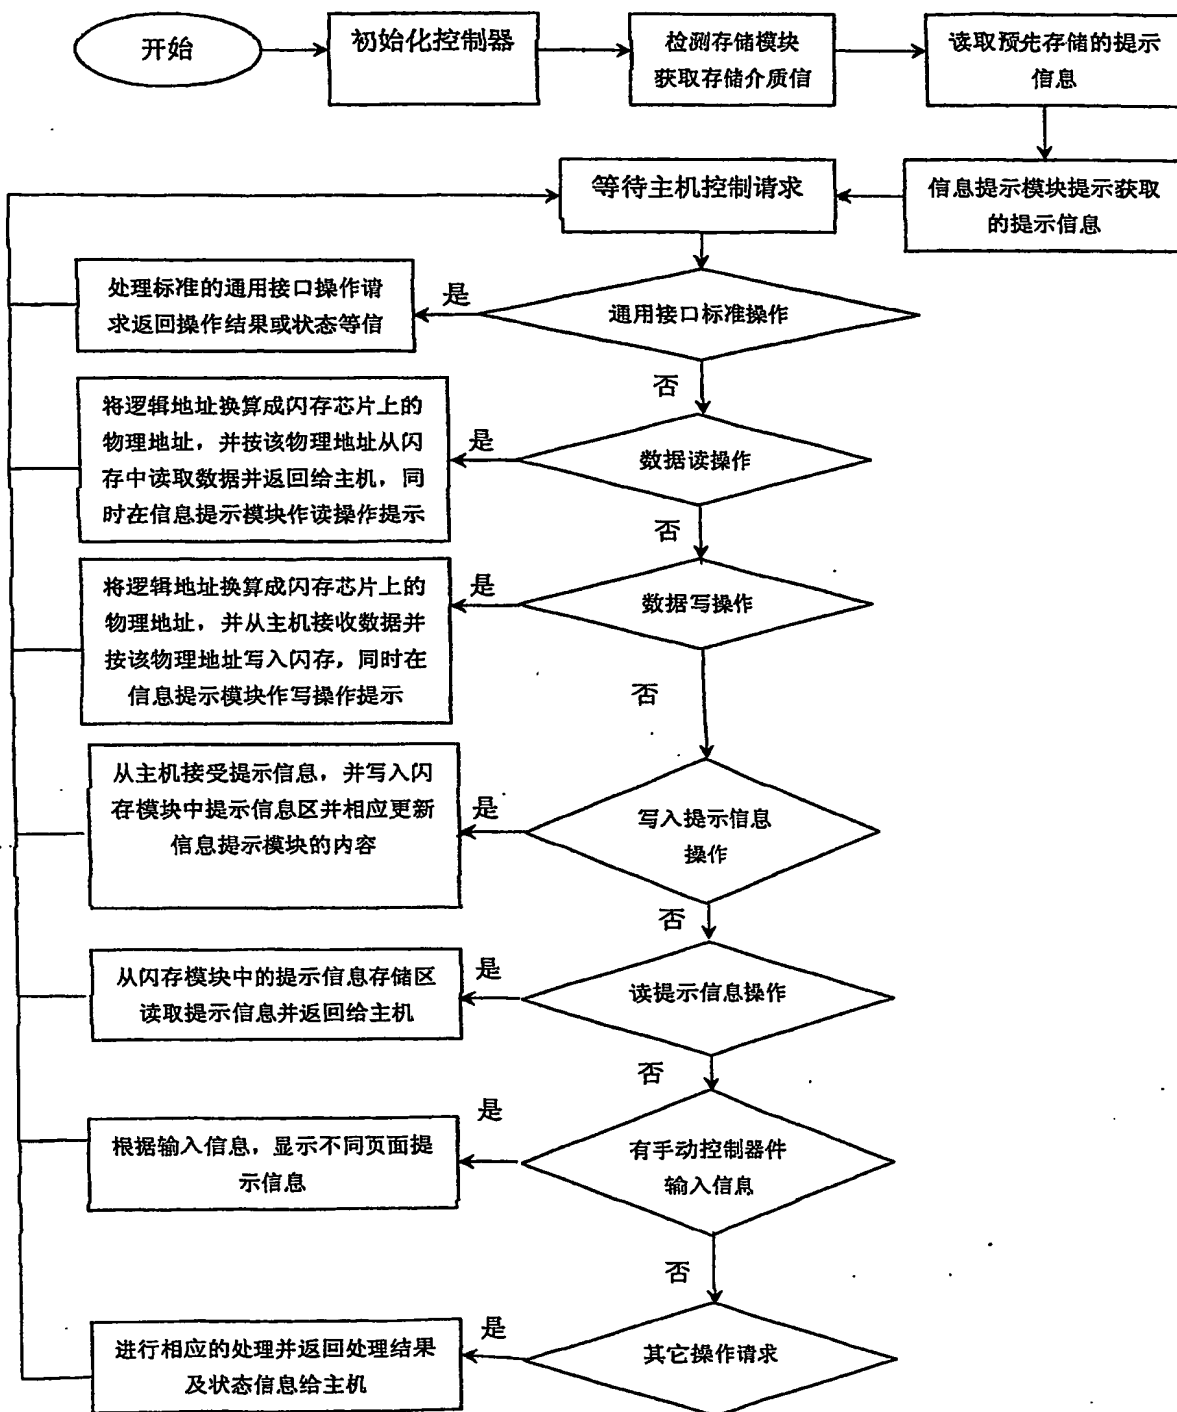 开始
初始化控制器
检测存储模块
获取存储介质信
读取预先存储的提示
信息
等待主机控制请求
信息提示模块提示获取
的提示信息
处理标准的通用接口操作请
求返回操作结果或状态等信
是
通用接口标准操作
否
将逻辑地址换算成闪存芯片上的
物理地址，并按该物理地址从闪
存中读取数据并返回给主机，同
时在信息提示模块作读操作提示
是
数据读操作
否
将逻辑地址换算成闪存芯片上的
物理地址，并从主机接收数据并
按该物理地址写入闪存，同时在
信息提示模块作写操作提示
是
数据写操作
否
从主机接受提示信息，并写入闪
存模块中提示信息区并相应更新
信息提示模块的内容
是
写入提示信息
操作
否
从闪存模块中的提示信息存储区
读取提示信息并返回给主机
是
读提示信息操作
否
根据输入信息，显示不同页面提
示信息
是
有手动控制器件
输入信息
否
进行相应的处理并返回处理结果
及状态信息给主机
是
其它操作请求